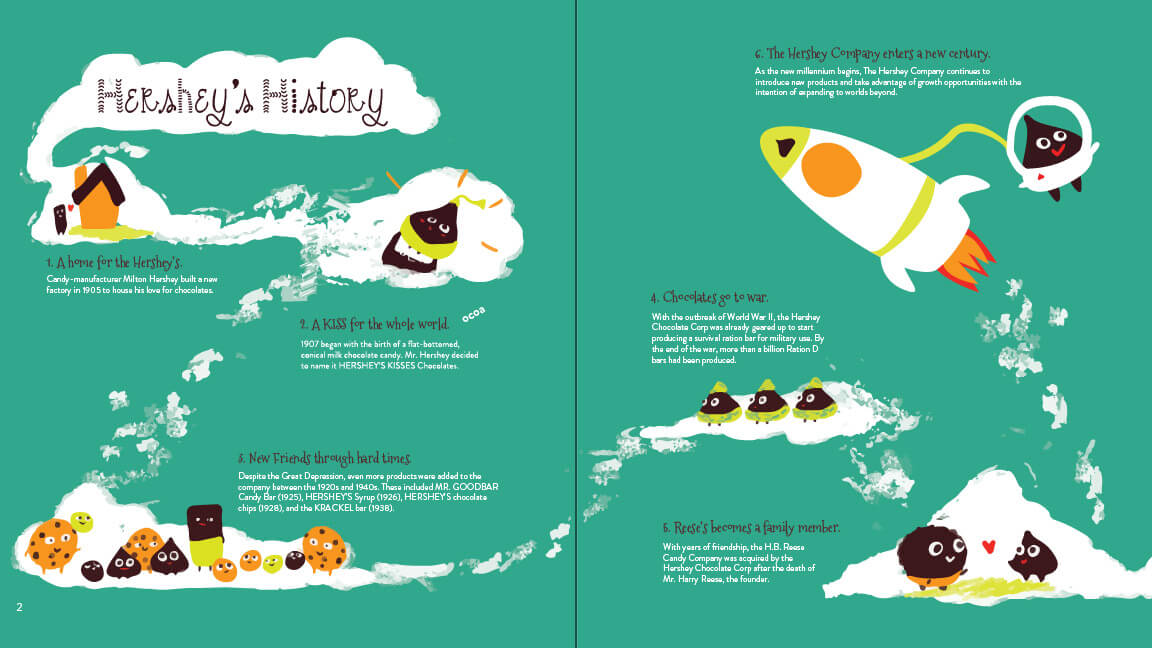 Hershey's History
1. A home for the Hershey's.
Candy-manufacturer Milton Hershey built a new
factory in 1905 to house his love for chocolates.
2. A KISS for the whole world.
ocoa
1907 began with the birth of a flat-bottomed,
conical milk chocolate candy. Mr. Hershey decided
to name it HERSHEY'S KISSES Chocolates.
3. New Friends through hard times.
Despite the Great Depression, even more products were added to the
company between the 1920s and 1940s. These included MR. GOODBAR
Candy Bar (1925), HERSHEY'S Syrup (1926), HERSHEY'S chocolate
chips (1928), and the KRACKEL bar (1938).
2
6. The Hershey Company enters a new century.
As the new millennium begins, The Hershey Company continues to
introduce new products and take advantage of growth opportunities with the
intention of expanding to worlds beyond.
4. Chocolates go to war.
With the outbreak of World War II, the Hershey
Chocolate Corp was already geared up to start
producing a survival ration bar for military use. By
the end of the war, more than a billion Ration D
bars had been produced.
5. Reese's becomes a family member.
With years of friendship, the H.B. Reese
Candy Company was acquired by the
Hershey Chocolate Corp after the death of
Mr. Harry Reese, the founder.